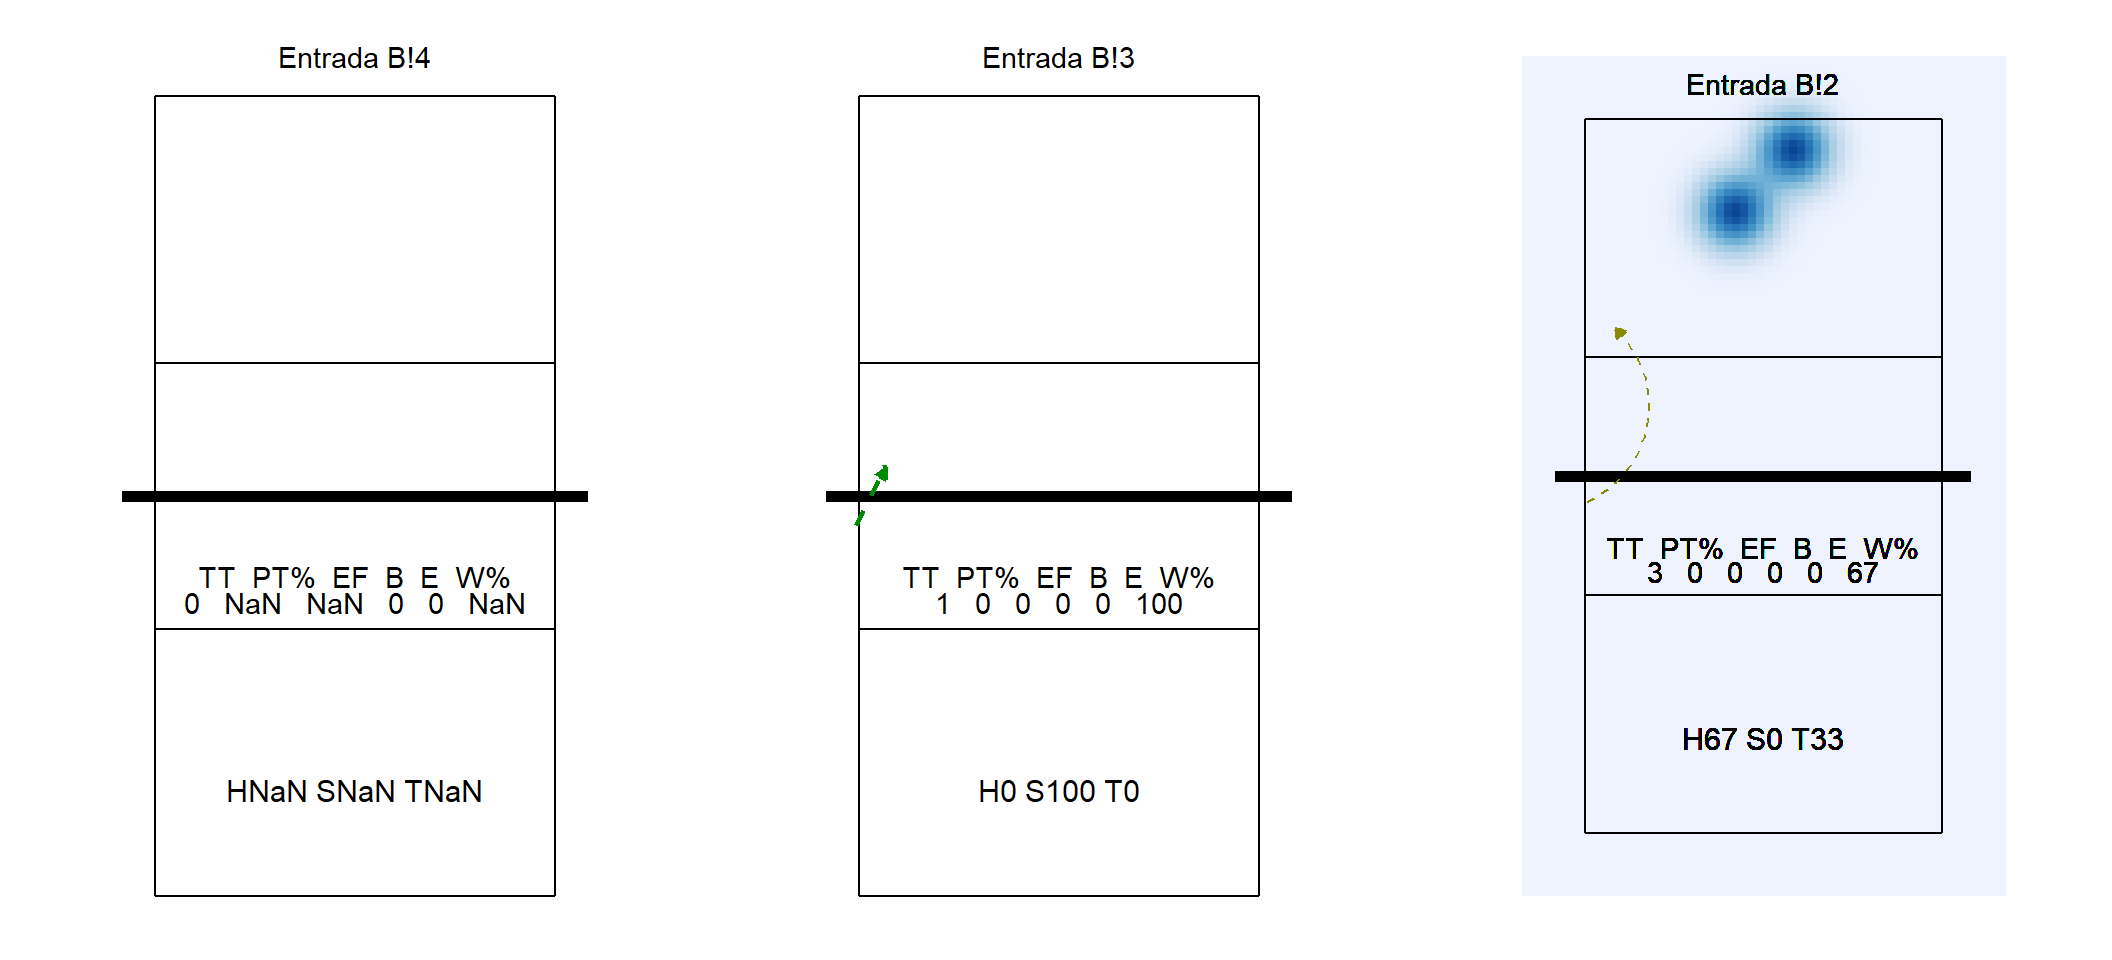 Entrada B!4
TT PT% EF B E W%
0 NaN NaN 0 0 NaN
HNaN SNaN TNaN
Entrada B!3
TT PT% EF B E W%
1 0 0 0 0 100
H0 S100 T0
Entrada B!2
TT PT% EF B E W%
3 0 0 0 0 67
H67 S0 T33